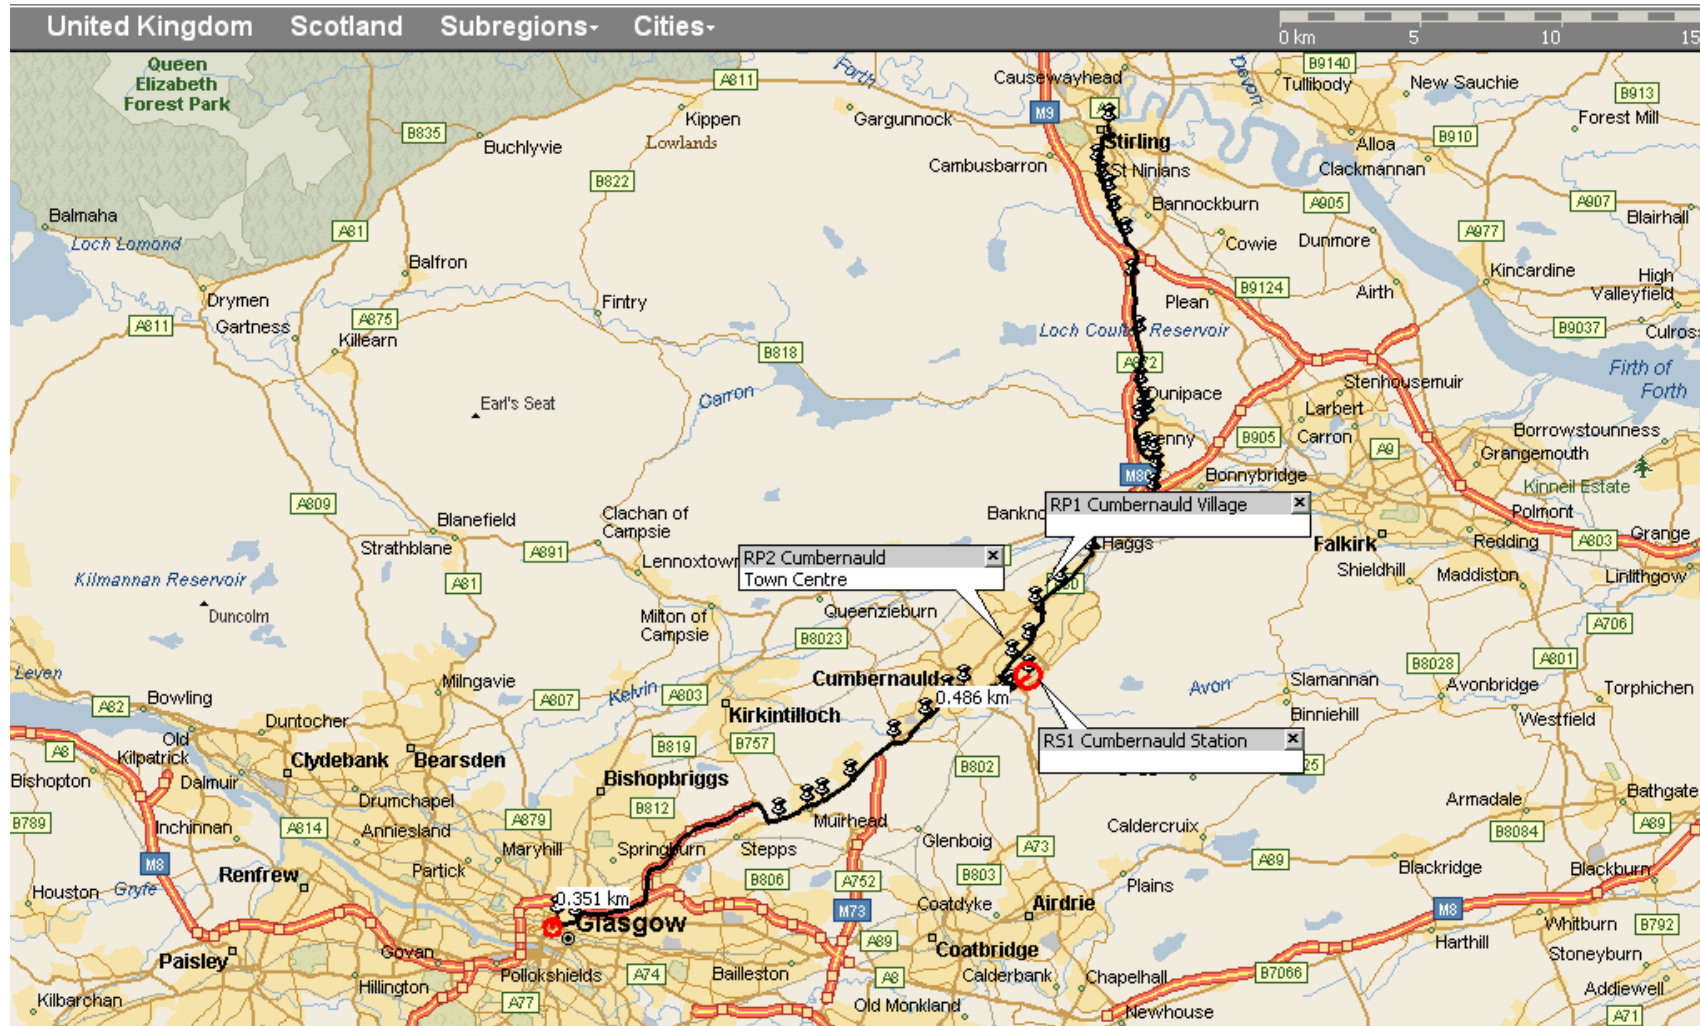 United Kingdom Scotland Subregions- Cities-
0 km 5 10 15
Queen
Elizabeth
Forest Park
A811
Forth
Causewayhead
Devon
B9140
Tullibody
New Sauchie
B913
M9
Kippen
Gargunnock
Forest Mill
B835
Buchlyvie
Lowlands
Stirling
Alloa
B910
Cambusbarron
St Ninians
Clackmannan
B822
Balmaha
Bannockburn
A905
A907
Blairhall
A81
Loch Lomond
Cowie
Dunmore
A977
Balfron
Kincardine
High
Valleyfield
Drymen
Fintry
Plean
B9124
Airth
A811
Gartness
A875
Killearn
Loch Coulter Reservoir
B9037
B818
A872
Firth of
Forth
Earl's Seat
Carron
Dunipace
Stenhousemuir
Larbert
B905
Carron
A9
Borrowstounness
Grangemouth
M80
Bonnybridge
Kinneil Estate
A809
RP1 Cumbernauld Village
Blanefield
Clachan of
Campsie
Polmont
Grange
Strathblane
A891
Lennoxtown
RP2 Cumbernauld
Town Centre
Haggs
Falkirk
Redding
A803
Kilmannan Reservoir
A81
Shieldhill
Maddiston
Linlithgow
Duncolm
Milton of
Campsie
Queenzieburn
B8023
A706
Leven
Milngavie
Cumbernauld
B8028
A801
Bowling
A82
A807
Kelvin
A803
0.486 km
Avon
Slamannan
Avonbridge
Torphichen
Duntocher
Kirkintilloch
Binniehill
Westfield
A8
Old
Kilpatrick
Clydebank
Bearsden
B819
B757
RS1 Cumbernauld Station
Bishopton
Dalmuir
Bishopbriggs
B802
Drumchapel
B812
Armadale
Bathgate
B789
Inchinnan
A814
Anniesland
A879
Muirhead
Caldercruix
B8084
A89
Maryhill
Springburn
Stepps
Glenboig
A73
M8
Partick
A89
Blackridge
Blackburn
Renfrew
B806
A752
B803
Plains
Houston
Gryfe
0.351 km
Coatdyke
Airdrie
M8
Glasgow
M73
Whitburn
B792
Paisley
Govan
A89
Coatbridge
Harthill
Stoneyburn
Pollokshields
A74
Bailleston
A8
Calderbank
Chapelhall
B7066
Hillington
Addiewell
Kilbarchan
A77
Old Monkland
Newhouse
A71